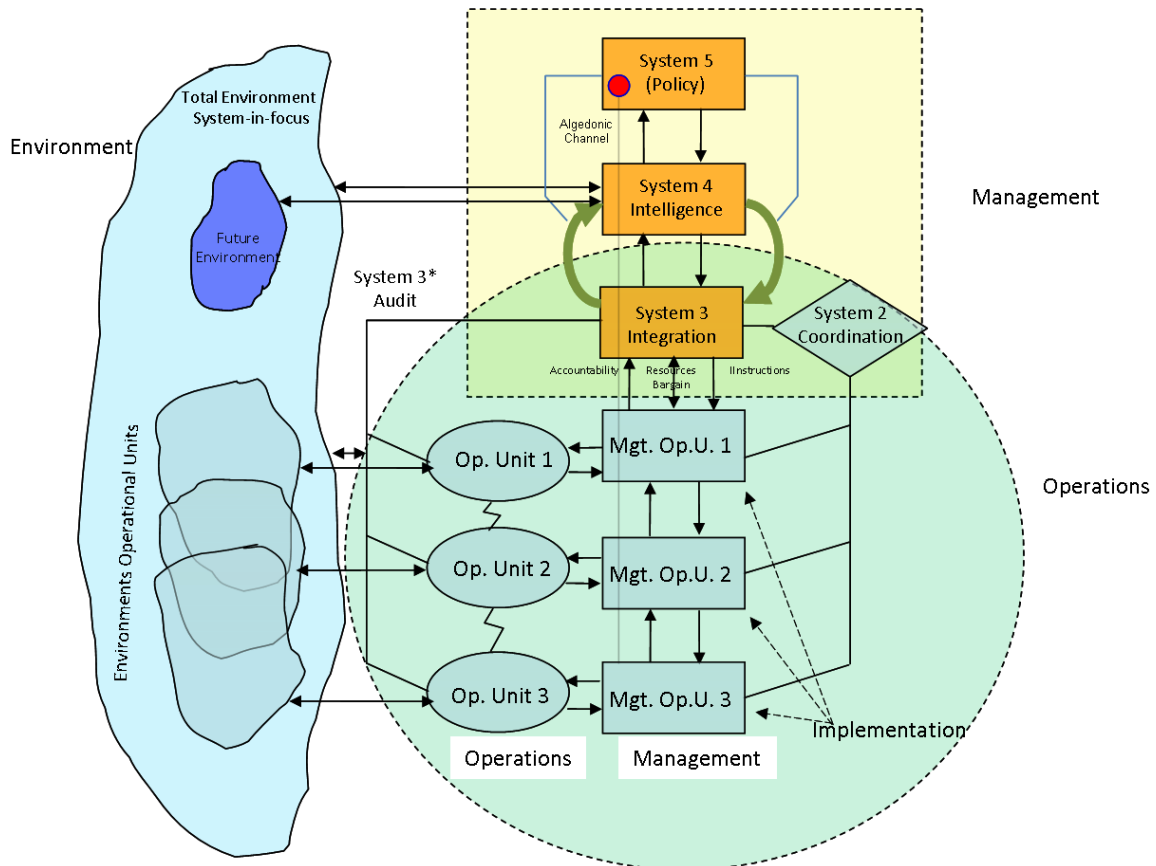 System 5
(Policy)
Total Environment
System-in-focus
Environment
Algedonic
Channel
System 4
Intelligence
Management
Future
Environment
System 3*
Audit
System 3
Integration
System 2
Coordination
Accountability
Resources
Bargain
IInstructions
Environments Operational Units
Op. Unit 1
Mgt. Op.U. 1
Operations
Op. Unit 2
Mgt. Op.U. 2
Op. Unit 3
Mgt. Op.U. 3
Implementation
Operations
Management